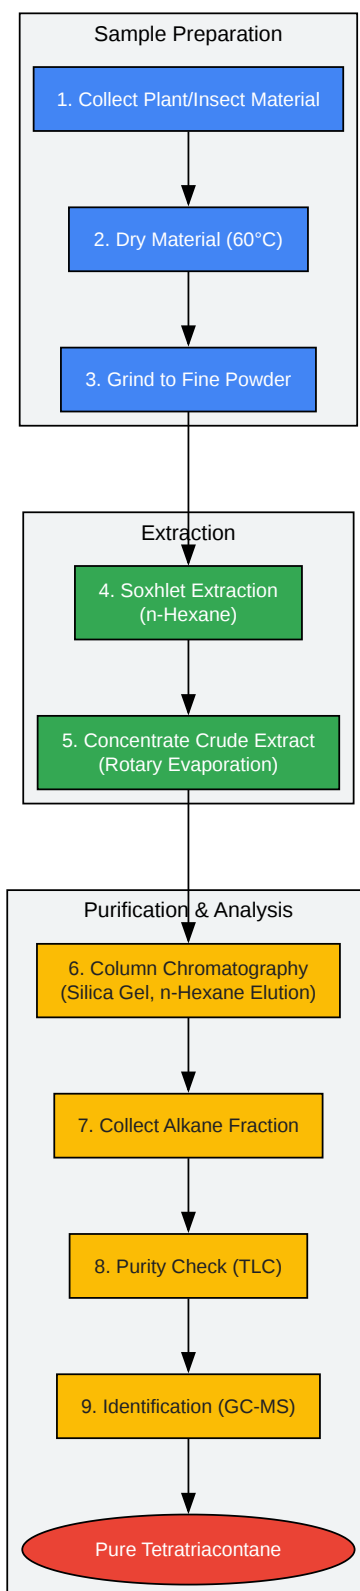 Sample Preparation
1. Collect Plant/Insect Material
2. Dry Material (60°C)
3. Grind to Fine Powder
Extraction
4. Soxhlet Extraction
(n-Hexane)
5. Concentrate Crude Extract
(Rotary Evaporation)
Purification & Analysis
6. Column Chromatography
(Silica Gel, n-Hexane Elution)
7. Collect Alkane Fraction
8. Purity Check (TLC)
9. Identification (GC-MS)
Pure Tetratriacontane